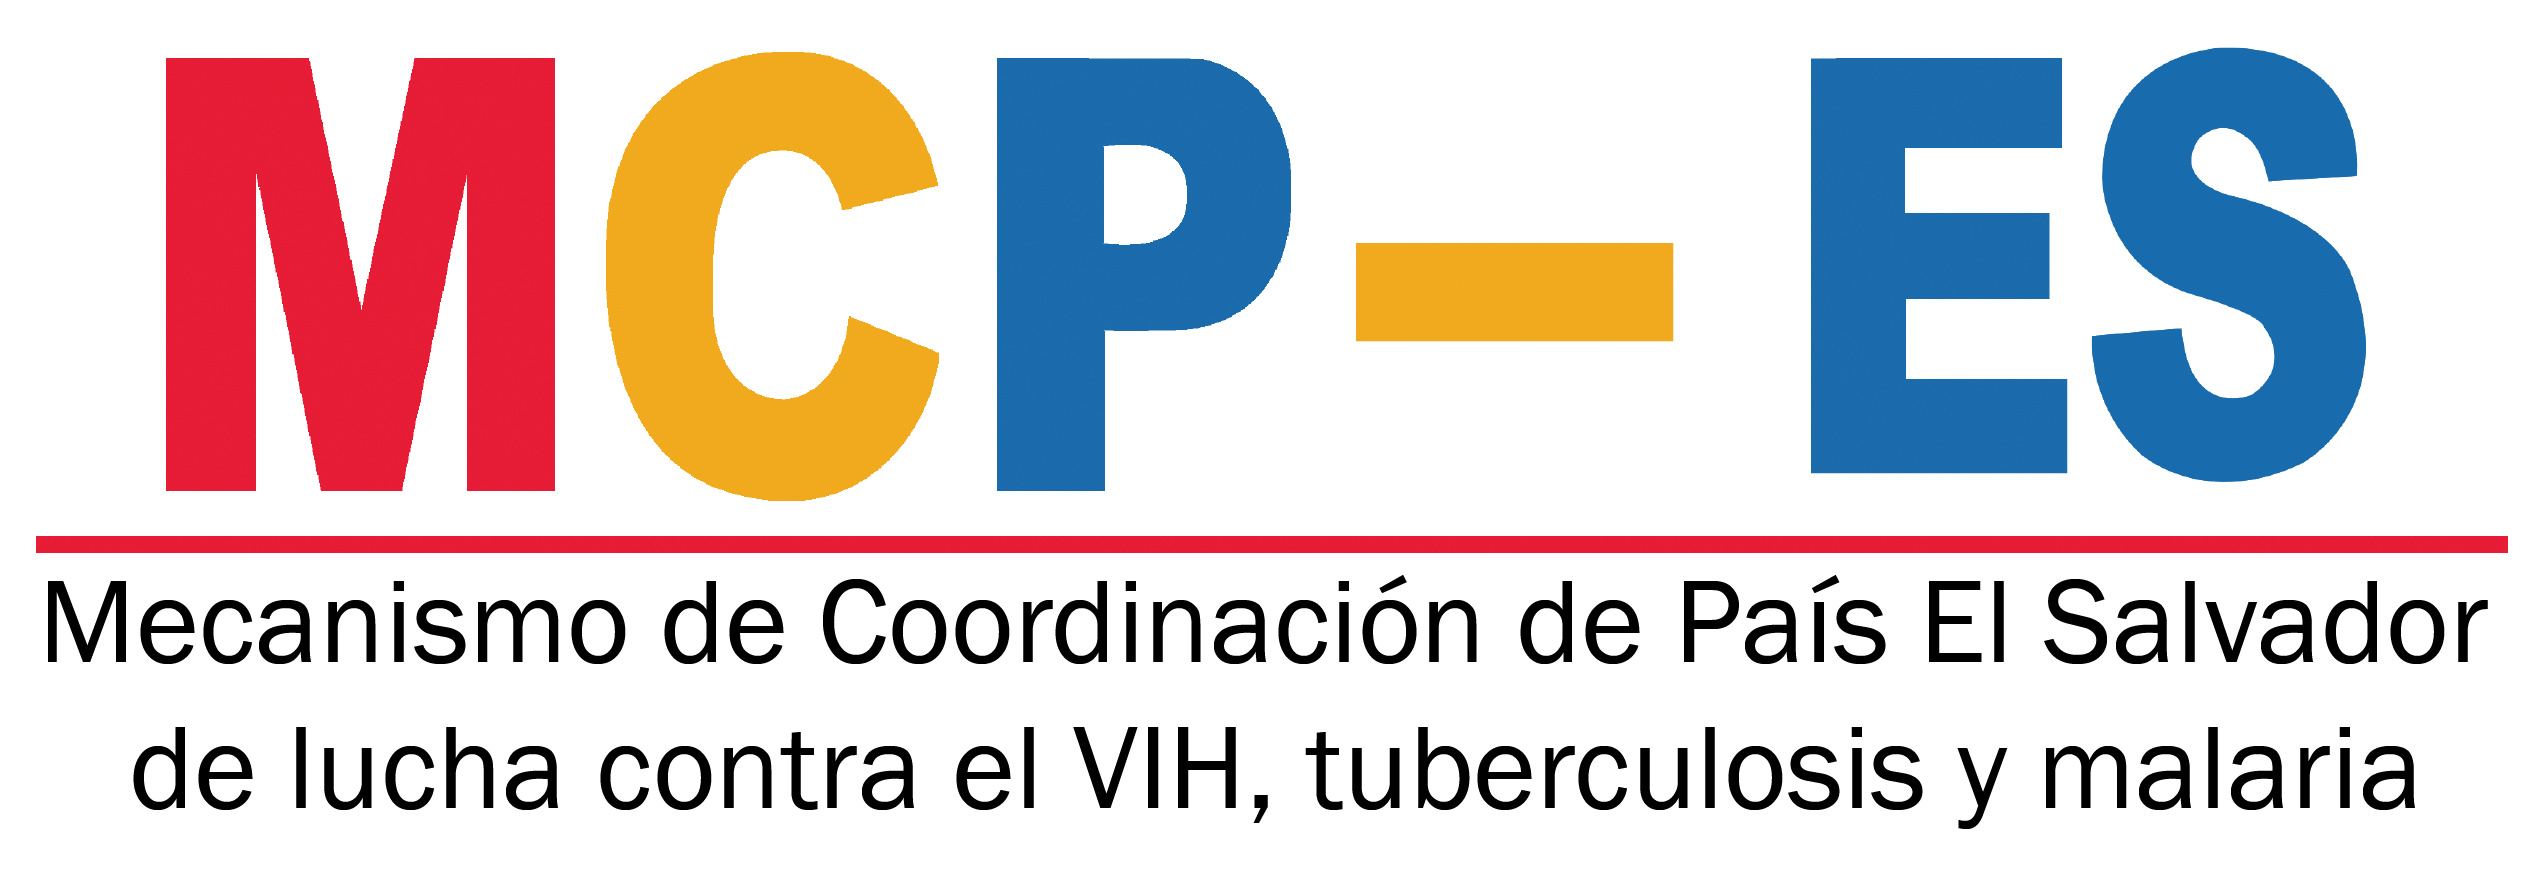 MCP–ES
Mecanismo de Coordinación de País El Salvador
de lucha contra el VIH, tuberculosis y malaria